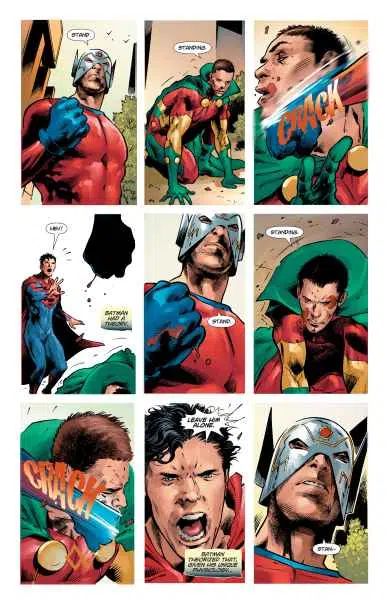 STAND.
STANDING.
CRACK
HEY!
BATMAN
HAD A
THEORY.
STAND.
STANDING.
CRACK
LEAVE HIM
ALONE.
BATMAN
THEORIZED THAT,
GIVEN HIS UNIQUE
PHYSIOLOGY...
STAN--